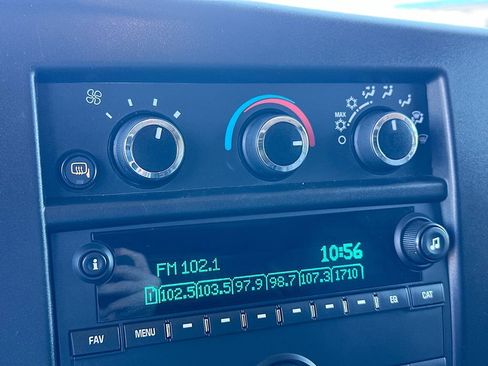 MAX
FM 102.1
10:56
1 102.5 103.5 97.9 98.7 107.3 1710
i
FAV MENU EQ CAT